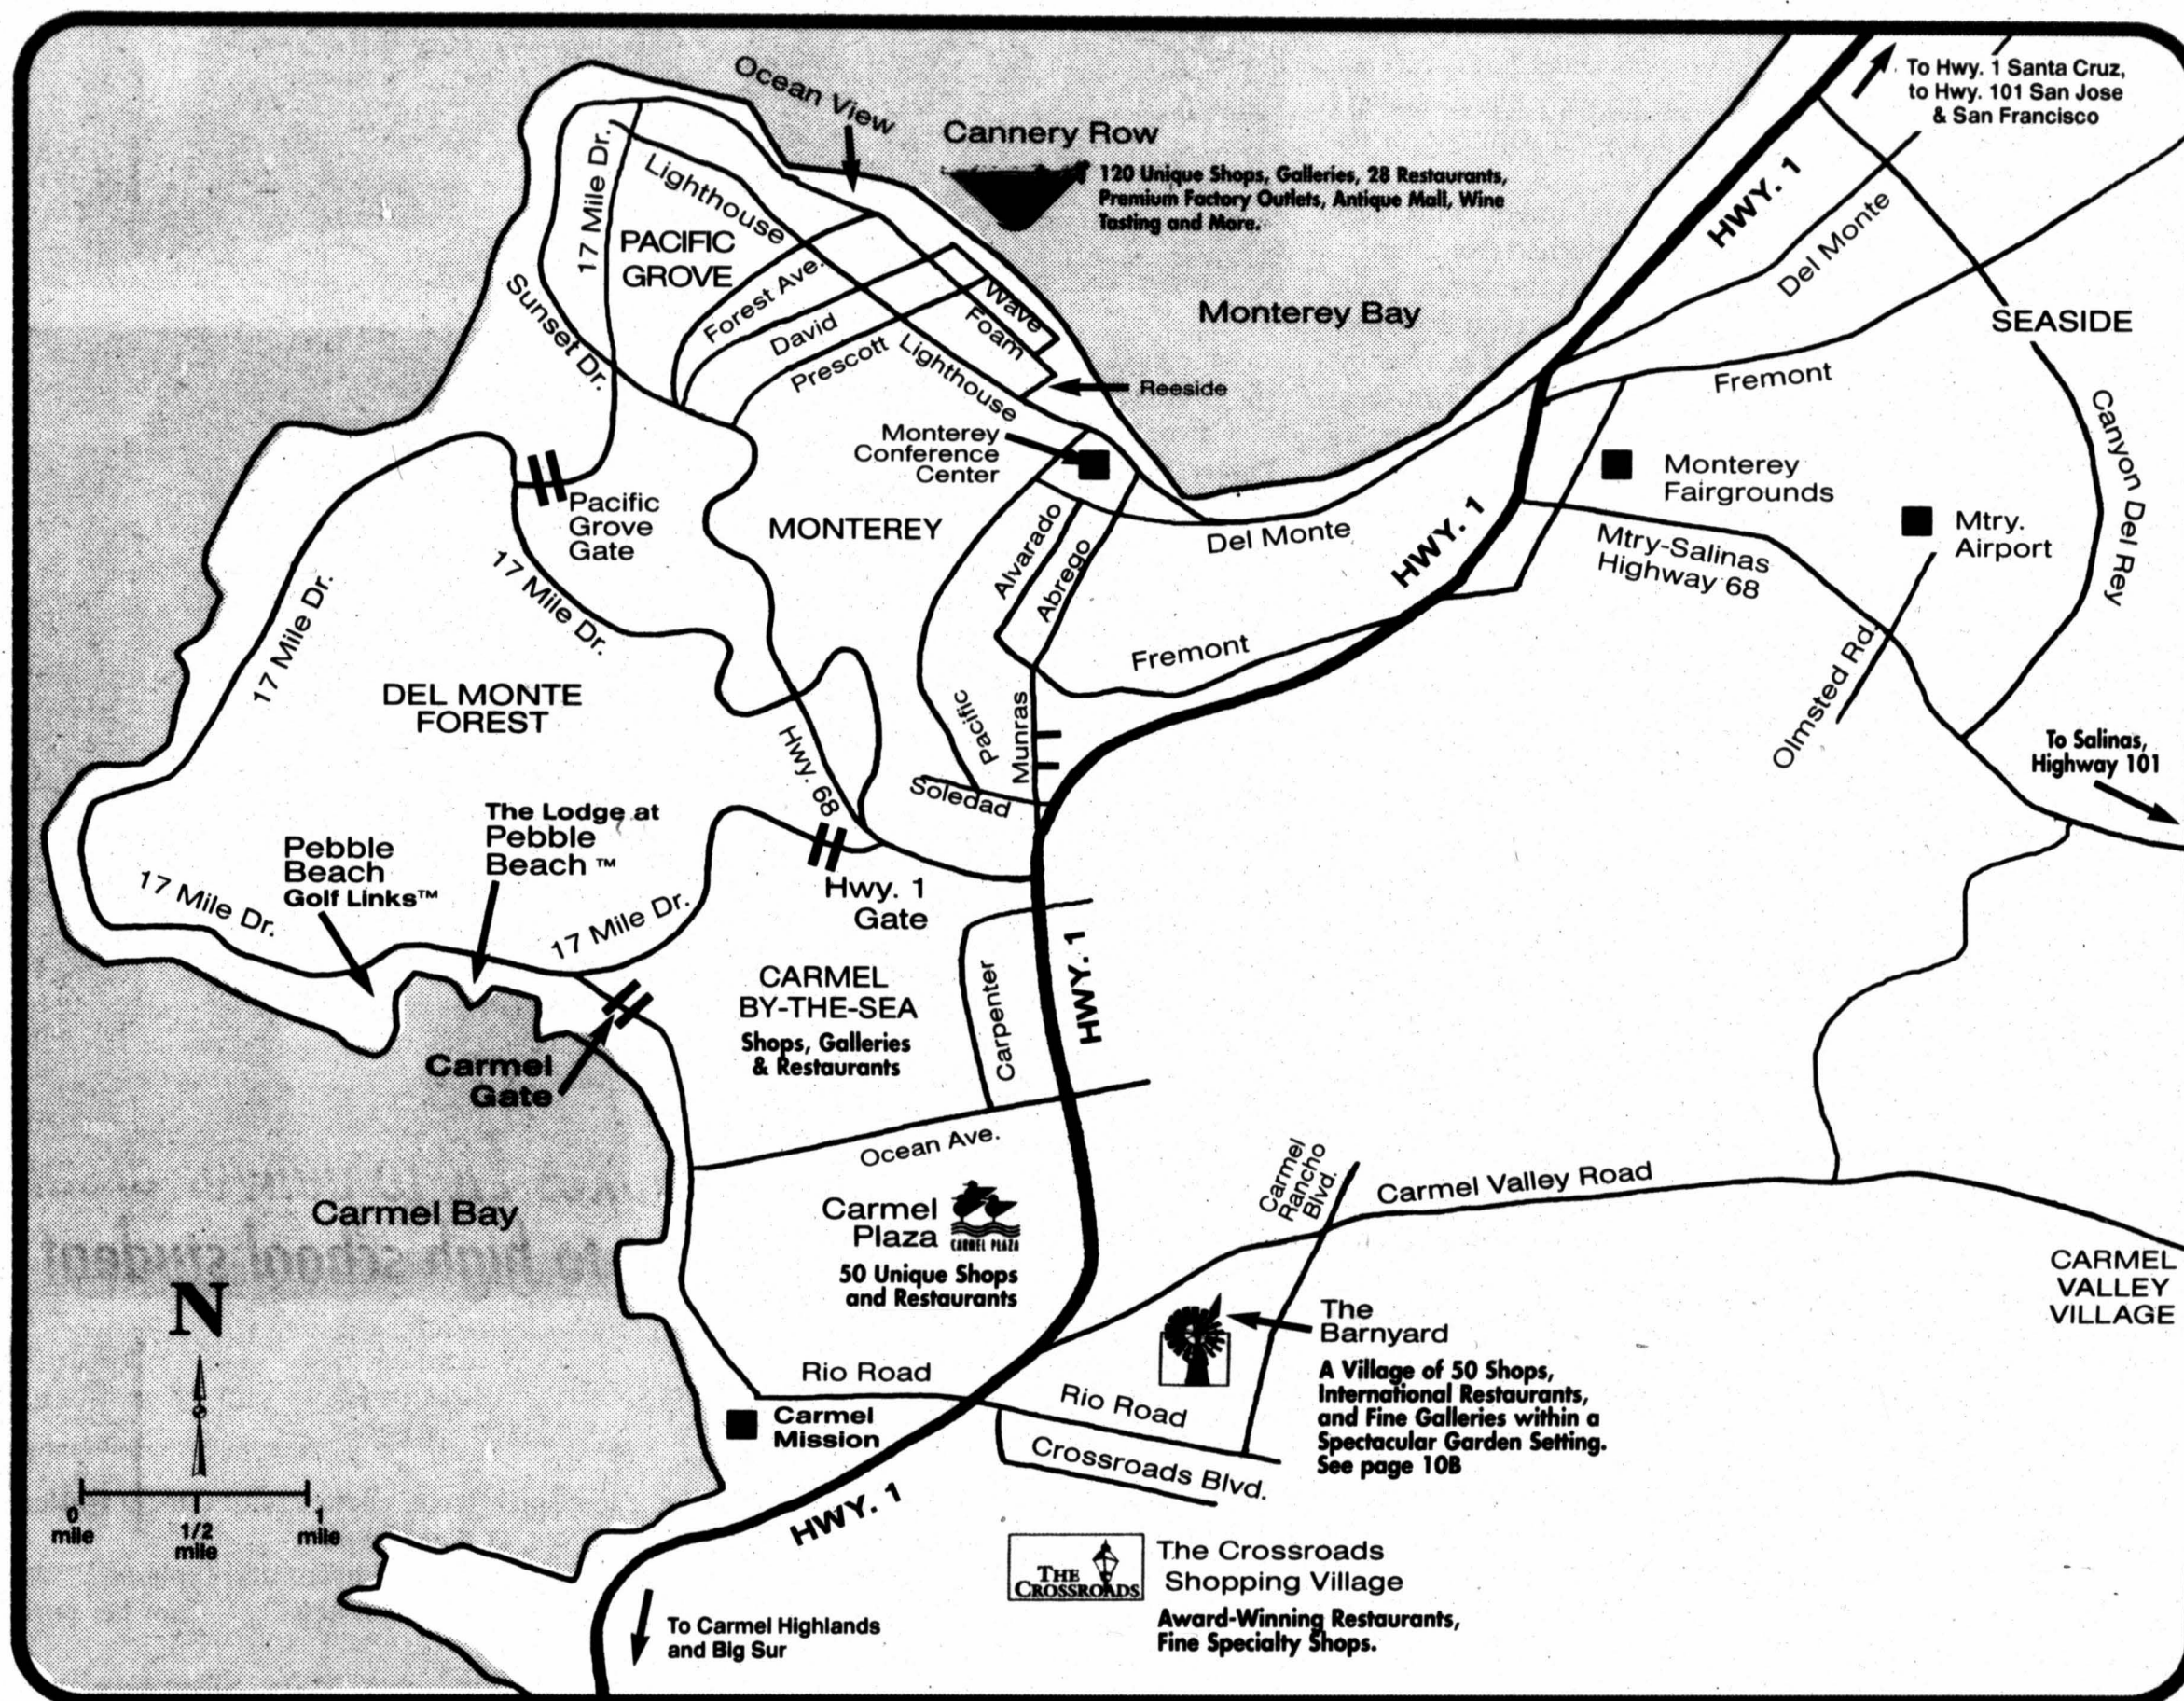 Ocean View
Cannery Row
120 Unique Shops, Galleries, 28 Restaurants,
Premium Factory Outlets, Antique Mall, Wine
Tasting and More.
To Hwy. 1 Santa Cruz,
to Hwy. 101 San Jose
& San Francisco
HWY. 1
Del Monte
17 Mile Dr.
Lighthouse
PACIFIC
GROVE
Sunset Dr.
Forest Ave.
David
Prescott
Lighthouse
Wave
Foam
Reeside
Monterey Bay
SEASIDE
Fremont
Canyon Del Rey
Monterey
Conference
Center
Monterey
Fairgrounds
Mtry.
Airport
Pacific
Grove
Gate
MONTEREY
Alvarado
Abrego
Del Monte
HWY. 1
Mtry-Salinas
Highway 68
17 Mile Dr.
17 Mile Dr.
Fremont
Olmsted Rd.
DEL MONTE
FOREST
Pacific
Munras
Hwy. 68
Soledad
To Salinas,
Highway 101
The Lodge at
Pebble
Beach ™
Pebble
Beach
Golf Links™
17 Mile Dr.
17 Mile Dr.
Hwy. 1
Gate
HWY. 1
CARMEL
BY-THE-SEA
Shops, Galleries
& Restaurants
Carpenter
Carmel
Gate
Ocean Ave.
Carmel
Rancho
Blvd.
Carmel Valley Road
Carmel Bay
Carmel
Plaza
CARMEL PLAZA
50 Unique Shops
and Restaurants
CARMEL
VALLEY
VILLAGE
N
The
Barnyard
A Village of 50 Shops,
International Restaurants,
and Fine Galleries within a
Spectacular Garden Setting.
See page 10B
Rio Road
Rio Road
Carmel
Mission
Crossroads Blvd.
HWY. 1
0
mile
1/2
mile
1
mile
THE
CROSSROADS
The Crossroads
Shopping Village
Award-Winning Restaurants,
Fine Specialty Shops.
To Carmel Highlands
and Big Sur
to high school student